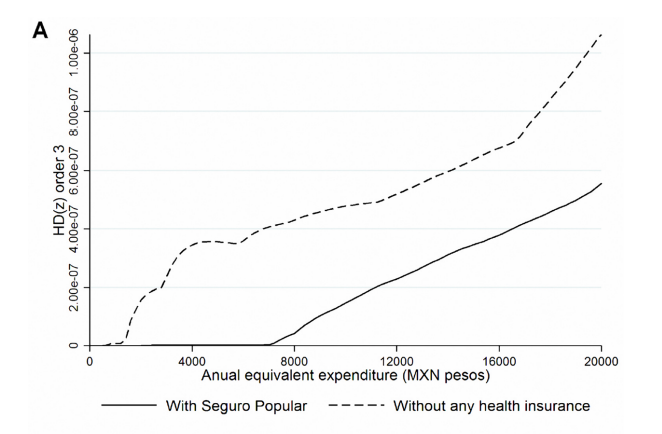 A
HD(z) order 3
1.00e-06
8.00e-07
6.00e-07
4.00e-07
2.00e-07
0
0 4000 8000 12000 16000 20000
Anual equivalent expenditure (MXN pesos)
With Seguro Popular Without any health insurance